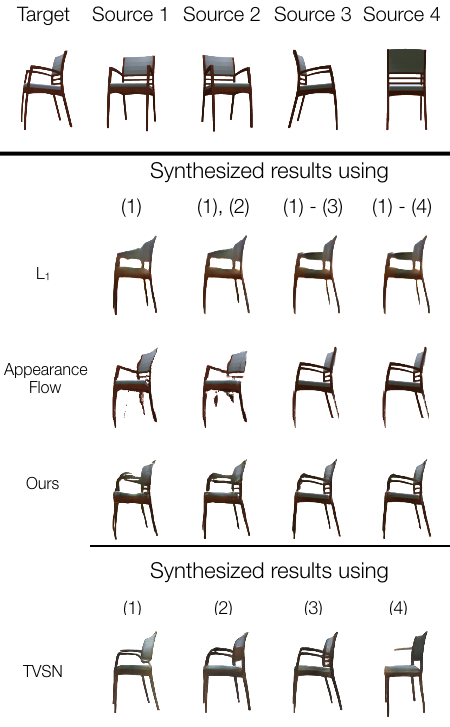 Target Source 1 Source 2 Source 3 Source 4
Synthesized results using
(1) (1), (2) (1) - (3) (1) - (4)
L₁
Appearance
Flow
Ours
Synthesized results using
(1) (2) (3) (4)
TVSN